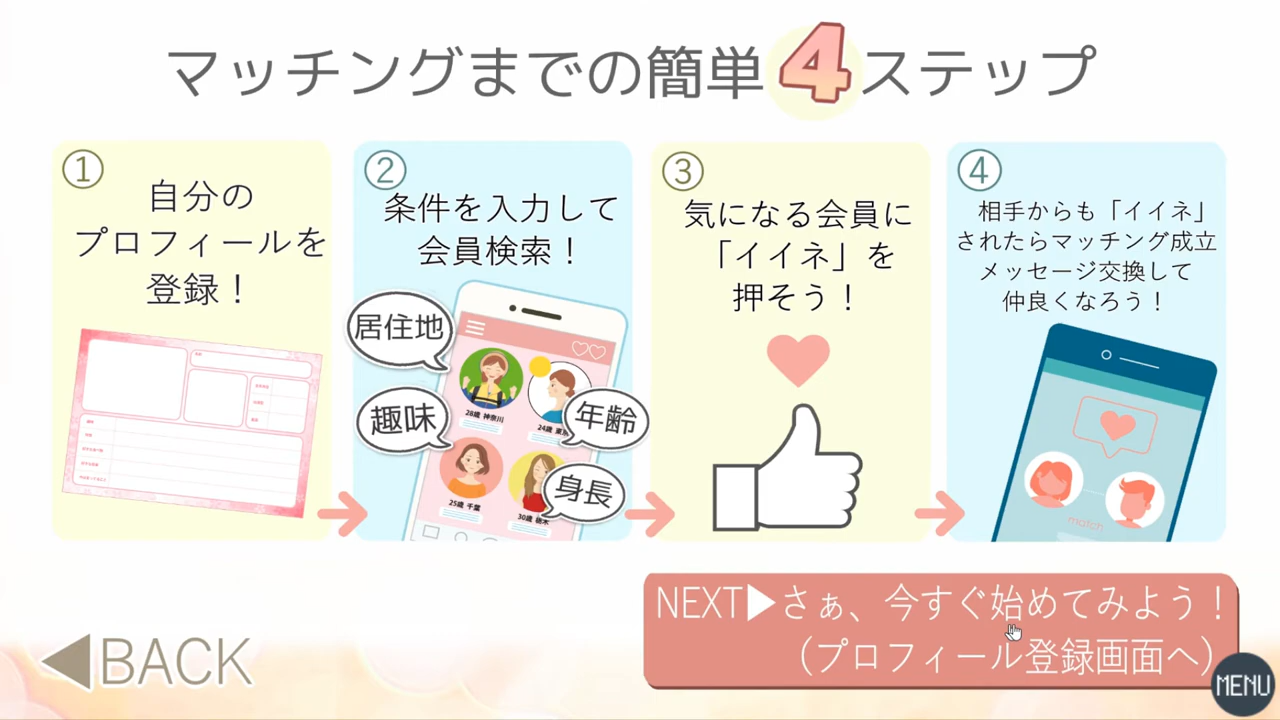 マッチングまでの簡単4ステップ
①
自分の
プロフィールを
登録！
②
条件を入力して
会員検索！
居住地
趣味
年齢
身長
28歳 神奈川
24歳
25歳 千葉
30歳 栃木
③
気になる会員に
「イイネ」を
押そう！
④
相手からも「イイネ」
されたらマッチング成立
メッセージ交換して
仲良くなろう！
match
◀BACK
NEXT▶さぁ、今すぐ始めてみよう！
（プロフィール登録画面へ）
MENU